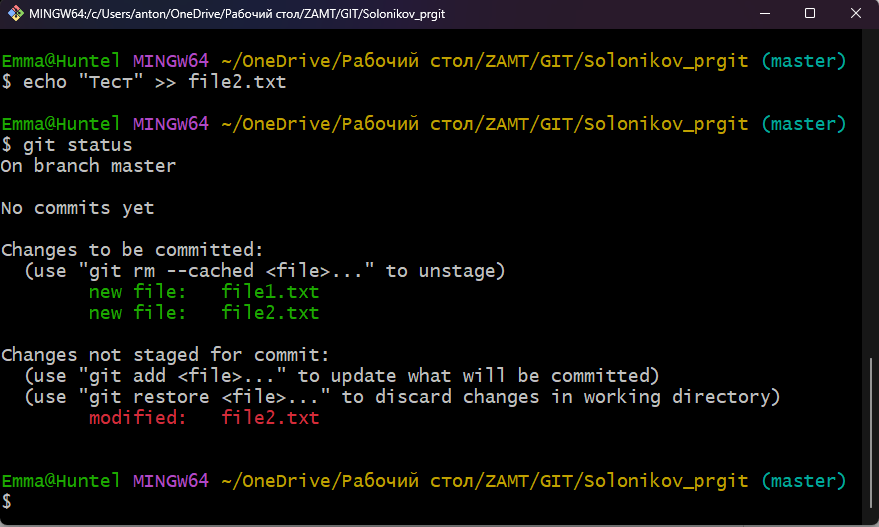 MINGW64:/c/Users/anton/OneDrive/Рабочий стол/ZAMT/GIT/Solonikov_prgit
Emma@Huntel MINGW64 ~/OneDrive/Рабочий стол/ZAMT/GIT/Solonikov_prgit (master)
$ echo "Тест" >> file2.txt
Emma@Huntel MINGW64 ~/OneDrive/Рабочий стол/ZAMT/GIT/Solonikov_prgit (master)
$ git status
On branch master
No commits yet
Changes to be committed:
  (use "git rm --cached <file>..." to unstage)
        new file:   file1.txt
        new file:   file2.txt
Changes not staged for commit:
  (use "git add <file>..." to update what will be committed)
  (use "git restore <file>..." to discard changes in working directory)
        modified:   file2.txt
Emma@Huntel MINGW64 ~/OneDrive/Рабочий стол/ZAMT/GIT/Solonikov_prgit (master)
$